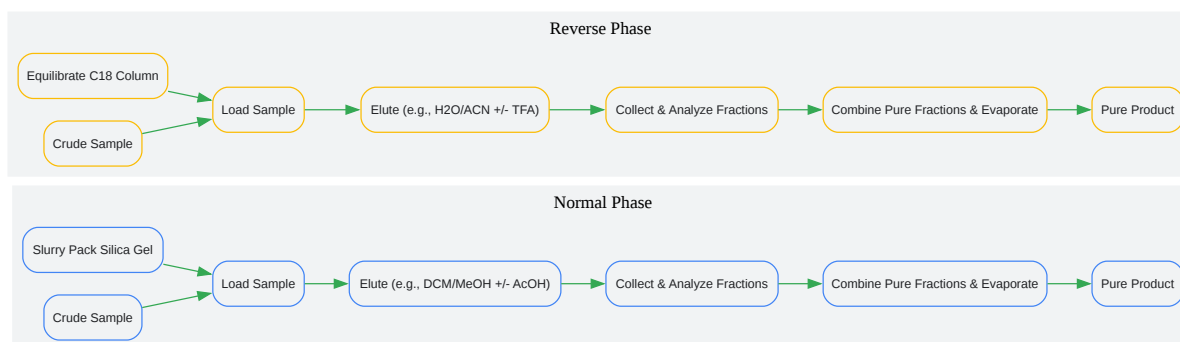 Reverse Phase
Equilibrate C18 Column
Crude Sample
Load Sample
Elute (e.g., H2O/ACN +/- TFA)
Collect & Analyze Fractions
Combine Pure Fractions & Evaporate
Pure Product
Normal Phase
Slurry Pack Silica Gel
Crude Sample
Load Sample
Elute (e.g., DCM/MeOH +/- AcOH)
Collect & Analyze Fractions
Combine Pure Fractions & Evaporate
Pure Product